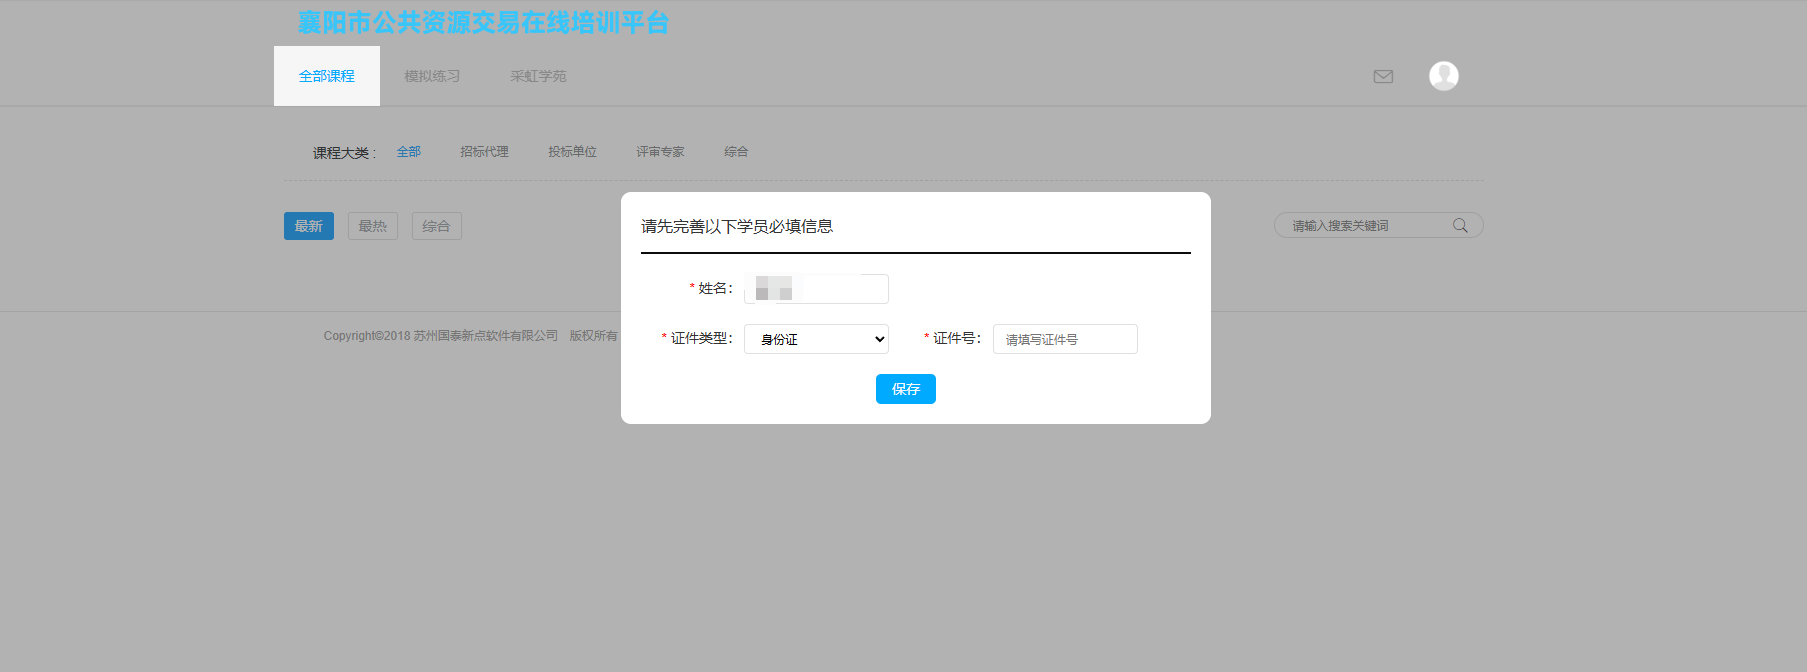 襄阳市公共资源交易在线培训平台
全部课程 模拟练习 采虹学苑
课程大类 : 全部 招标代理 投标单位 评审专家 综合
最新 最热 综合 请输入搜索关键词
请先完善以下学员必填信息
* 姓名：
* 证件类型： 身份证 * 证件号： 请填写证件号
保存
Copyright©2018 苏州国泰新点软件有限公司 版权所有